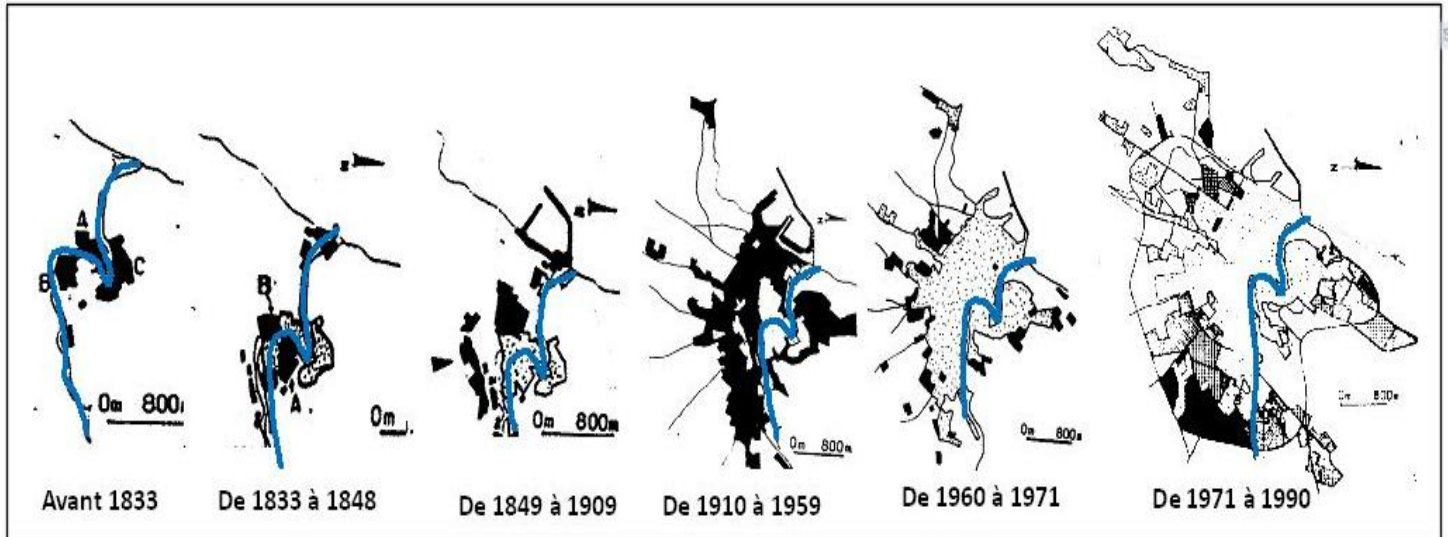 A
B
C
0m 800m
Avant 1833
z
B
A
0m
De 1833 à 1848
z
0m 800m
De 1849 à 1909
z
0m 800m
De 1910 à 1959
0m 800m
De 1960 à 1971
z
0m 800m
De 1971 à 1990